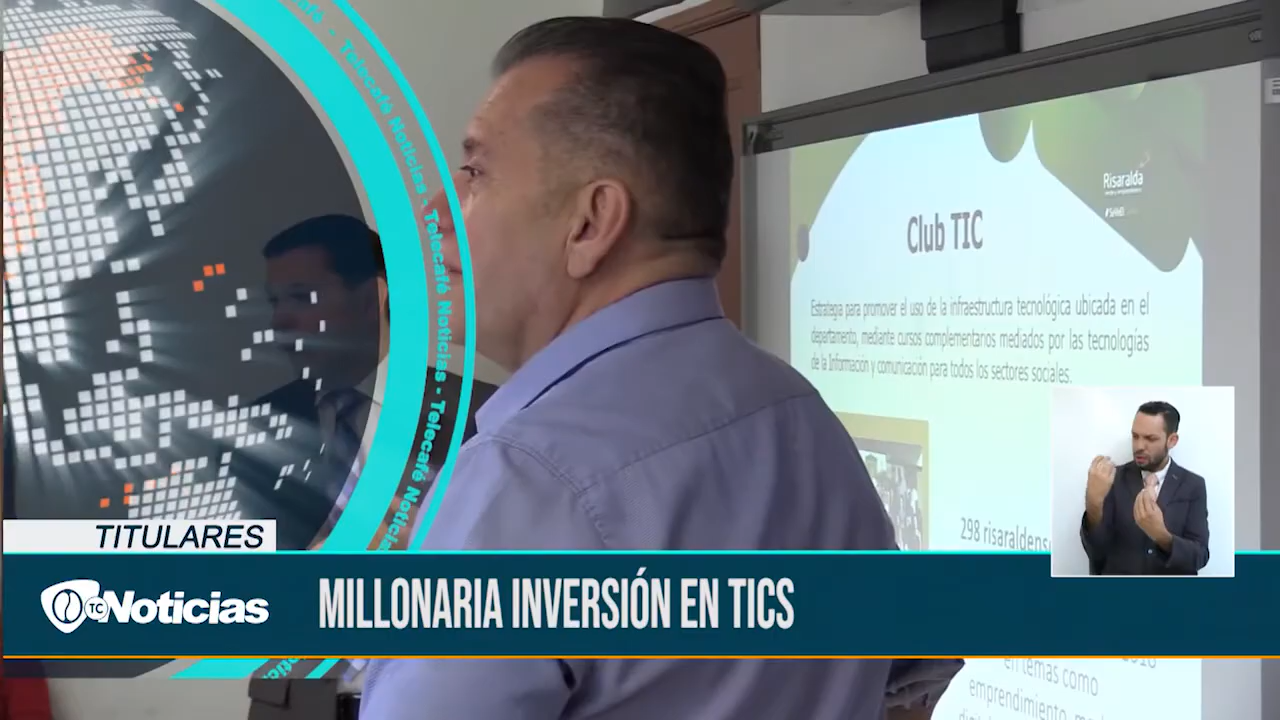 Telecafé Noticias - Telecafé Noticias - Telecafé Noticias
Risaralda
Club TIC
Estrategia para promover el uso de la infraestructura tecnológica ubicada en el
departamento, mediante cursos complementarios mediados por las tecnologías
de la Información y comunicación para todos los sectores sociales.
298
TITULARES
TC Noticias
MILLONARIA INVERSIÓN EN TICS
en temas como
emprendimiento,